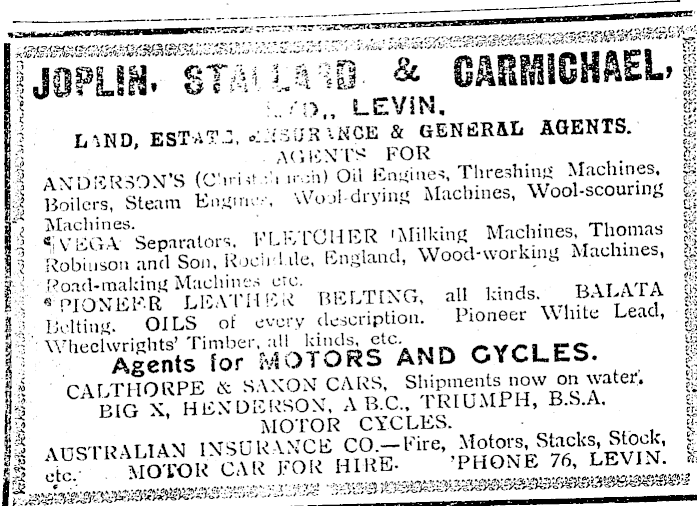 JOPLIN, STALLARD & CARMICHAEL,
LTD., LEVIN.
LAND, ESTATE, INSURANCE & GENERAL AGENTS.
AGENTS FOR
ANDERSON'S (Christchurch) Oil Engines, Threshing Machines,
Boilers, Steam Engines, Wool-drying Machines, Wool-scouring
Machines.
"VEGA" Separators, FLETCHER Milking Machines, Thomas
Robinson and Son, Rochdale, England, Wood-working Machines,
Road-making Machines etc.
"PIONEER LEATHER BELTING, all kinds. BALATA
Belting. OILS of every description. Pioneer White Lead,
Wheelwrights' Timber, all kinds, etc.
Agents for MOTORS AND CYCLES.
CALTHORPE & SAXON CARS, Shipments now on water.
BIG X, HENDERSON, A B.C., TRIUMPH, B.S.A.
MOTOR CYCLES.
AUSTRALIAN INSURANCE CO.—Fire, Motors, Stacks, Stock,
etc. MOTOR CAR FOR HIRE. 'PHONE 76, LEVIN.